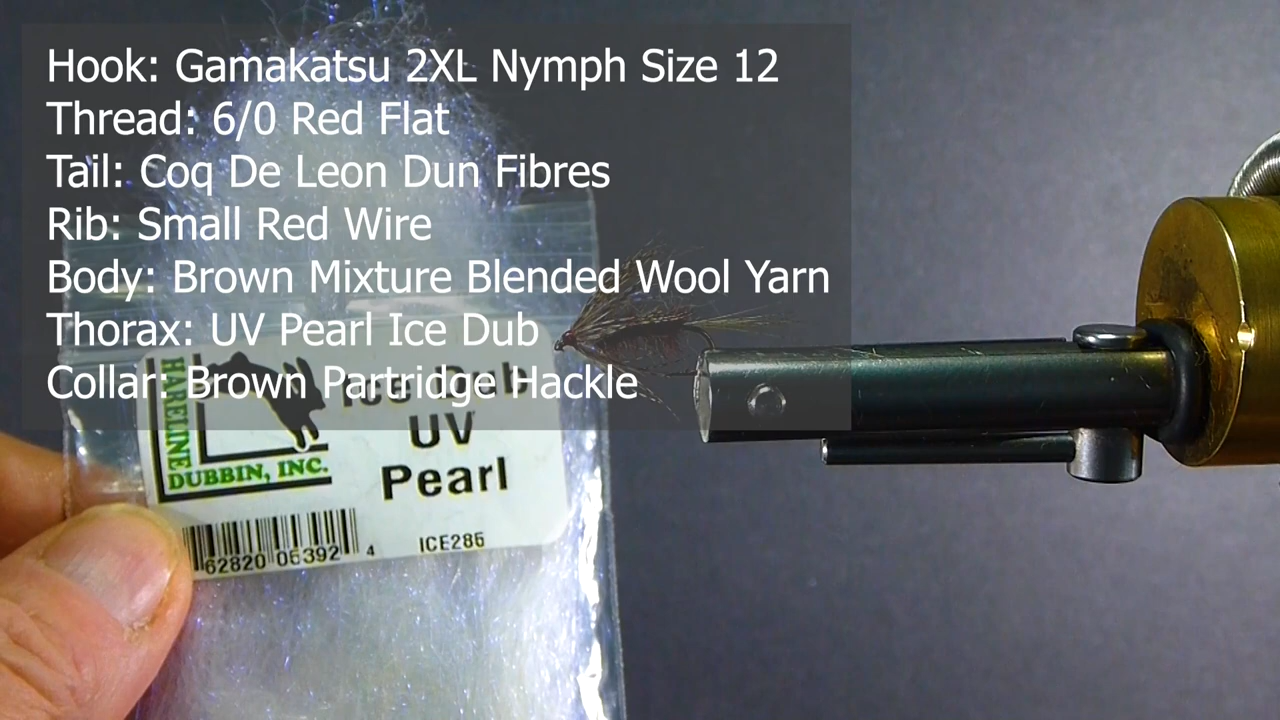 Hook: Gamakatsu 2XL Nymph Size 12
Thread: 6/0 Red Flat
Tail: Coq De Leon Dun Fibres
Rib: Small Red Wire
Body: Brown Mixture Blended Wool Yarn
Thorax: UV Pearl Ice Dub
Collar: Brown Partridge Hackle
HARELINE
DUBBIN, INC.
Ice Dub
UV
Pearl
62820 06392 4
ICE285